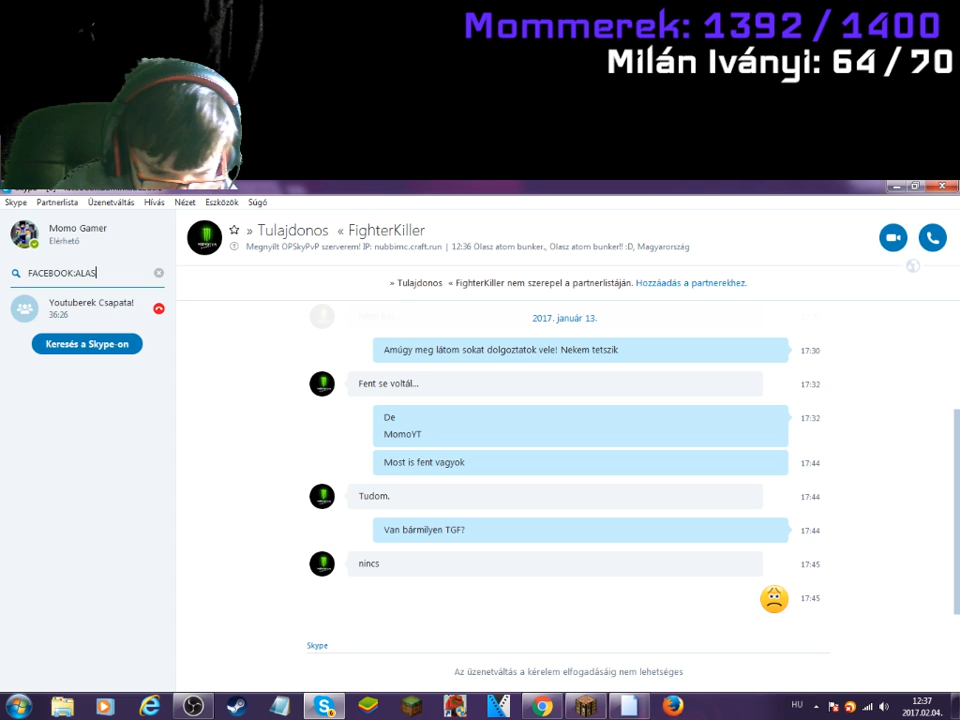 Mommerek: 1392 / 1400
Milán Iványi: 64 / 70
Skype Partnerlista Üzenetváltás Hívás Nézet Eszközök Súgó
Momo Gamer
Elérhető
FACEBOOK:ALAS
Youtuberek Csapata!
36:26
Keresés a Skype-on
» Tulajdonos « FighterKiller
Megnyílt OPSkyPvP szerverem! IP: nubbimc.craft.run | 12:36 Olasz atom bunker., Olasz atom bunker!! :D, Magyarország
» Tulajdonos « FighterKiller nem szerepel a partnerlistáján. Hozzáadás a partnerekhez.
2017. január 13.
Amúgy meg látom sokat dolgoztatok vele! Nekem tetszik 17:30
Fent se voltál... 17:32
De 17:32
MomoYT
Most is fent vagyok 17:44
Tudom. 17:44
Van bármilyen TGF? 17:44
nincs 17:45
17:45
Skype
Az üzenetváltás a kérelem elfogadásáig nem lehetséges
HU
12:37
2017.02.04.